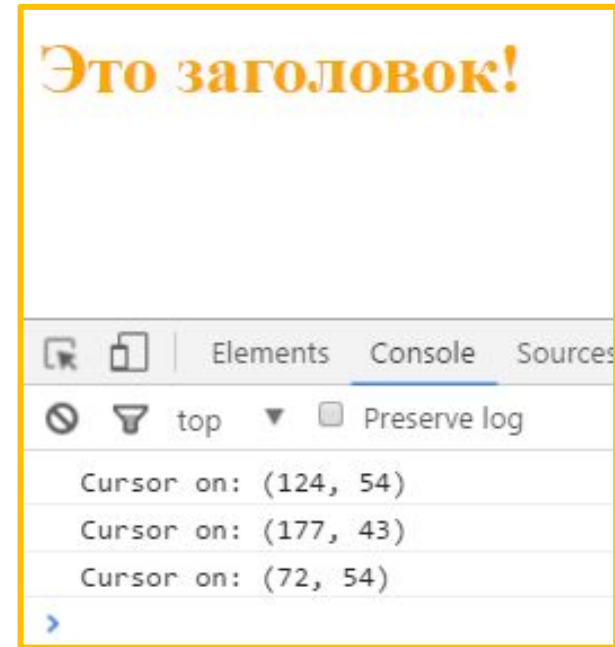 Это заголовок!
Elements Console Sources
top Preserve log
Cursor on: (124, 54)
Cursor on: (177, 43)
Cursor on: (72, 54)